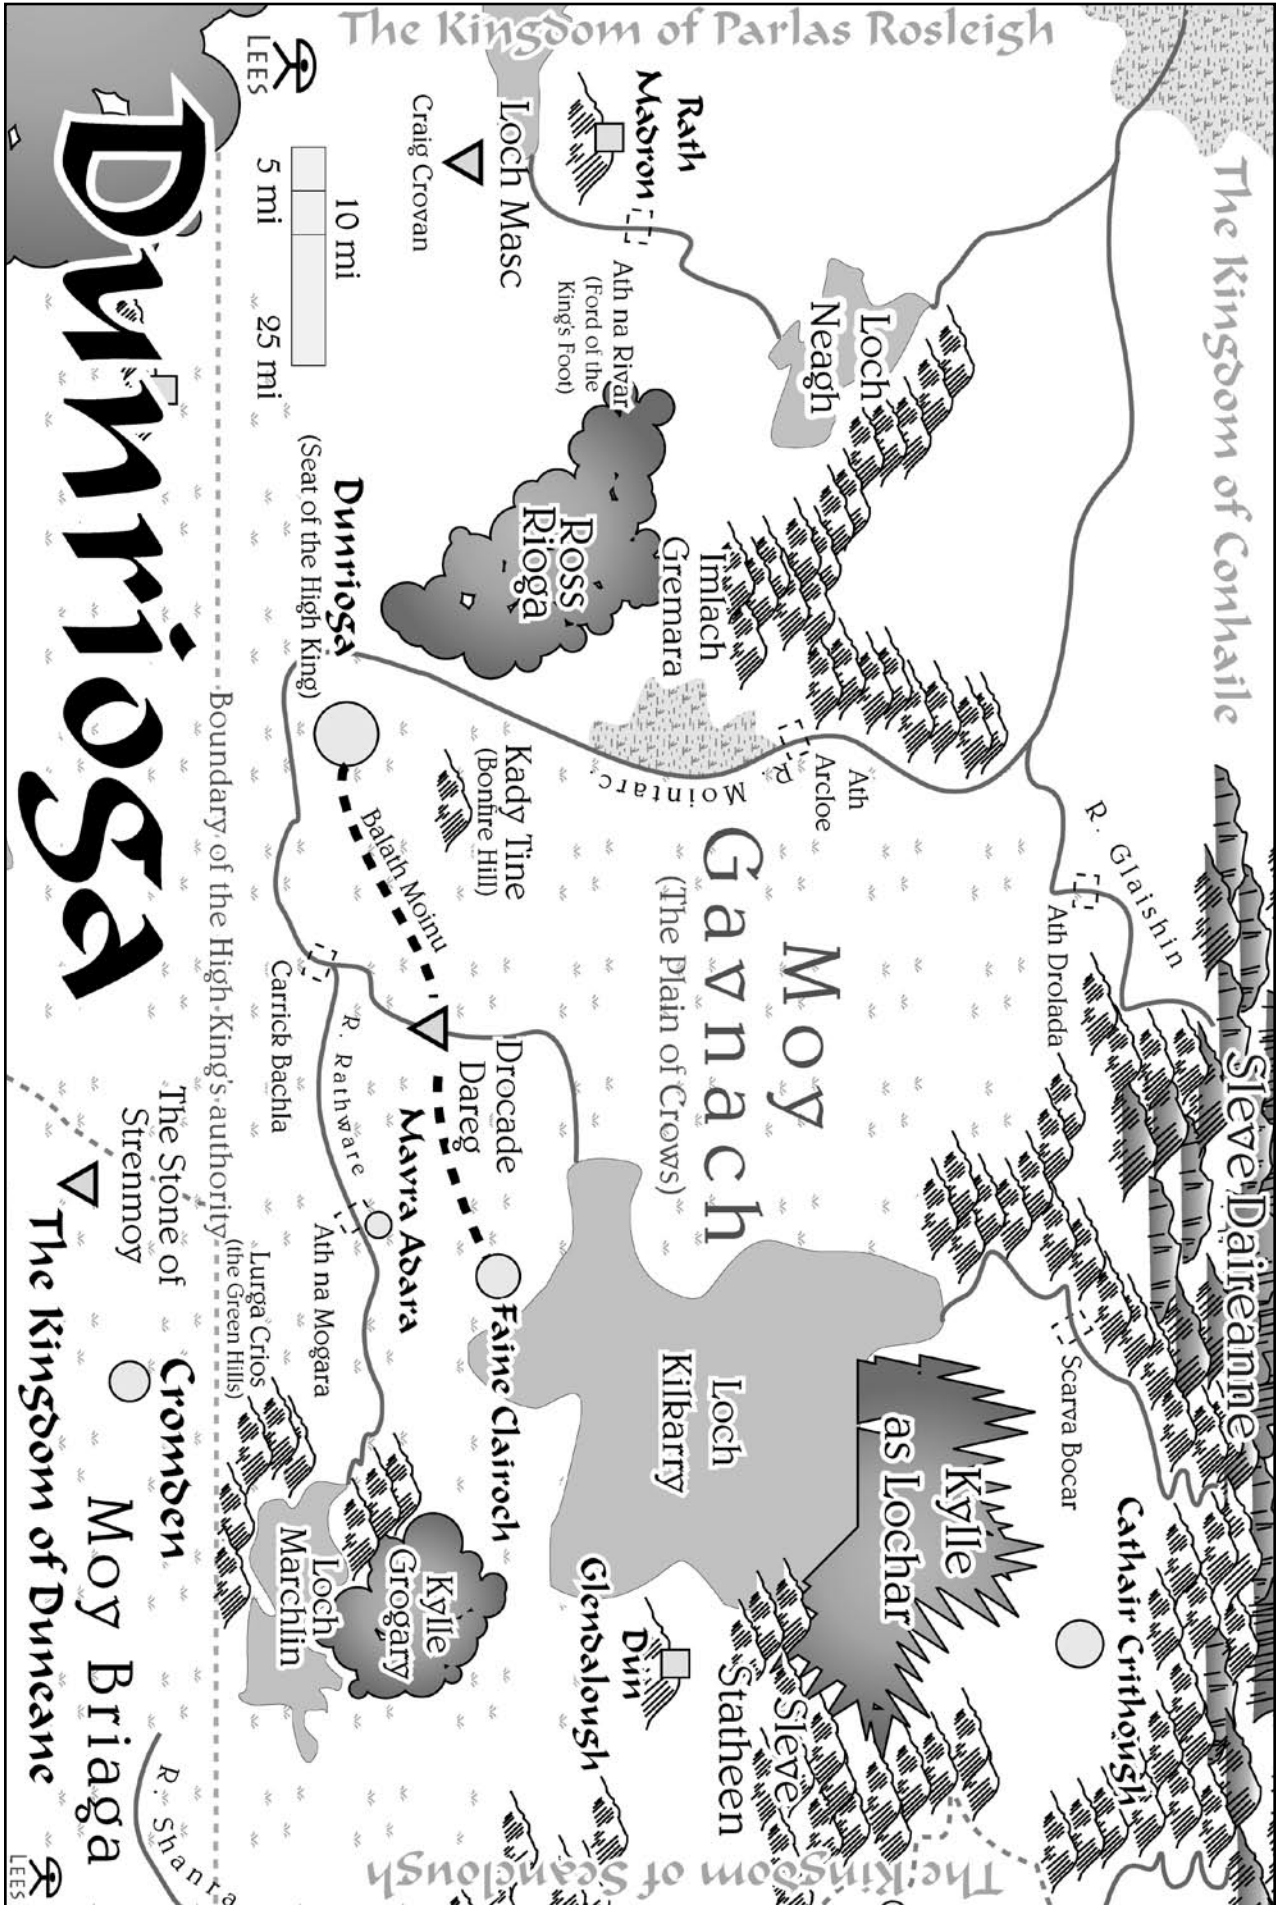 The Kingdom of Conhaile
Sleve Daireanne
R. Glaishin
Ath Drolada
Scarva Bocar
Cathair Crithough
The Kingdom of Parlas Rosleigh
Rath
Madron
Loch
Neagh
Imlach
Gremara
Ath
Arcloe
R. Mointarc
Moy
Gavnach
(The Plain of Crows)
Kylle
as Lochar
Loch
Kilkarry
Sleve
Statheen
Dun
Glendalough
The Kingdom of Seanclough
Ath na Rivar
(Ford of the
King's Foot)
Loch Masc
Craig Crovan
Ross
Rioga
Kady Tine
(Bonfire Hill)
Dunrioga
(Seat of the High King)
Balath Moinu
Drocade
Dareg
Faine Clairoch
Mavra Adara
R. Rathware
Carrick Bachla
Ath na Mogara
Lurga Crios
(the Green Hills)
Kylle
Grogary
Loch
Marchlin
10 mi
5 mi
25 mi
LEES
Boundary of the High King's authority
The Stone of
Strenmoy
Cromden
Moy Briaga
The Kingdom of Duneane
R. Shanra
Dunrioga
LEES